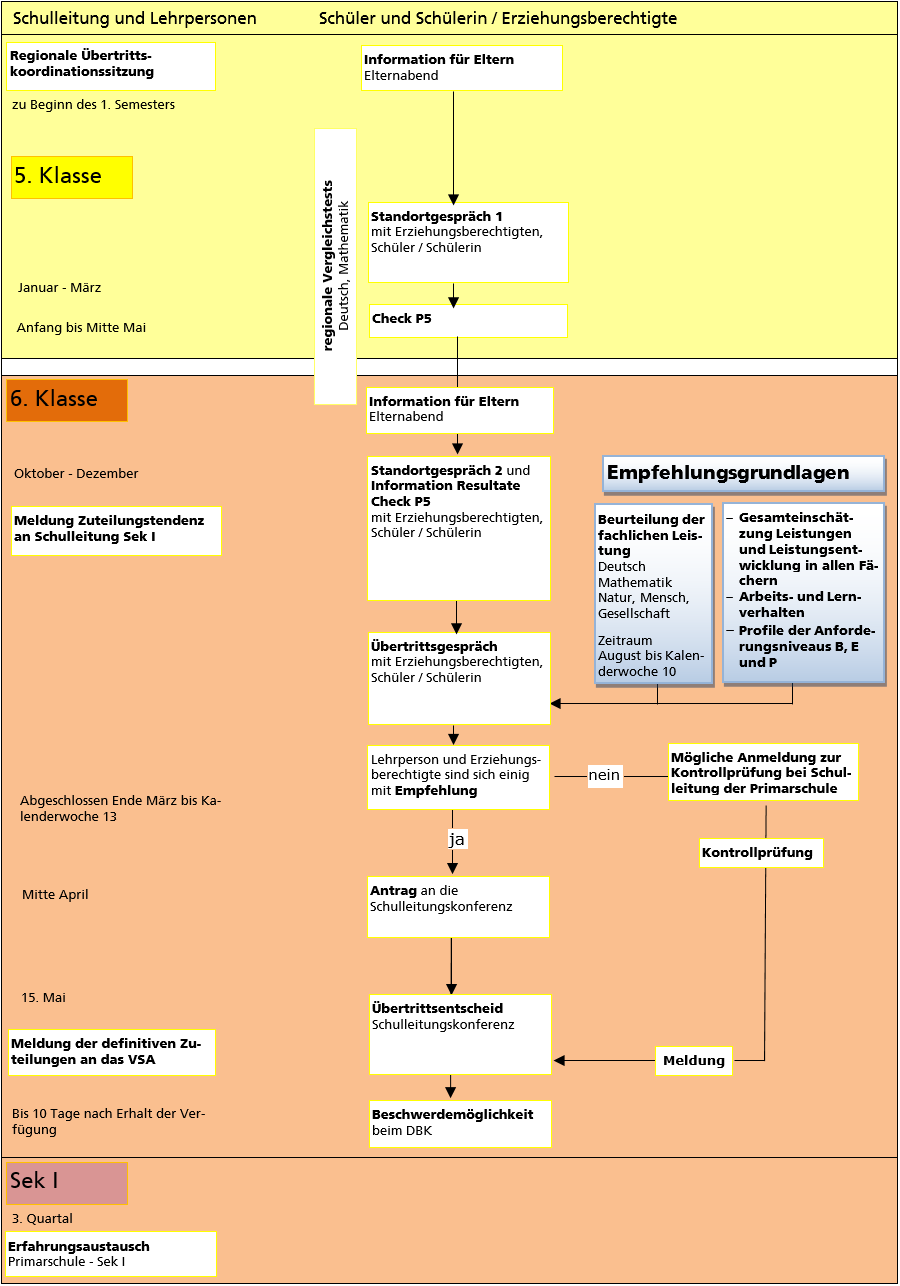 Schulleitung und Lehrpersonen
Schüler und Schülerin / Erziehungsberechtigte
Regionale Übertritts-
koordinationssitzung
zu Beginn des 1. Semesters
Information für Eltern
Elternabend
5. Klasse
regionale Vergleichstests
Deutsch, Mathematik
Standortgespräch 1
mit Erziehungsberechtigten,
Schüler / Schülerin
Januar - März
Check P5
Anfang bis Mitte Mai
6. Klasse
Information für Eltern
Elternabend
Oktober - Dezember
Standortgespräch 2 und
Information Resultate
Check P5
mit Erziehungsberechtigten,
Schüler / Schülerin
Meldung Zuteilungstendenz
an Schulleitung Sek I
Empfehlungsgrundlagen
Beurteilung der
fachlichen Leis-
tung
Deutsch
Mathematik
Natur, Mensch,
Gesellschaft
Zeitraum
August bis Kalen-
derwoche 10
– Gesamteinschät-
zung Leistungen
und Leistungsent-
wicklung in allen Fä-
chern
– Arbeits- und Lern-
verhalten
– Profile der Anforde-
rungsniveaus B, E
und P
Übertrittsgespräch
mit Erziehungsberechtigten,
Schüler / Schülerin
Lehrperson und Erziehungs-
berechtigte sind sich einig
mit Empfehlung
nein
Mögliche Anmeldung zur
Kontrollprüfung bei Schul-
leitung der Primarschule
Abgeschlossen Ende März bis Ka-
lenderwoche 13
ja
Kontrollprüfung
Mitte April
Antrag an die
Schulleitungskonferenz
15. Mai
Übertrittsentscheid
Schulleitungskonferenz
Meldung der definitiven Zu-
teilungen an das VSA
Meldung
Bis 10 Tage nach Erhalt der Ver-
fügung
Beschwerdemöglichkeit
beim DBK
Sek I
3. Quartal
Erfahrungsaustausch
Primarschule - Sek I